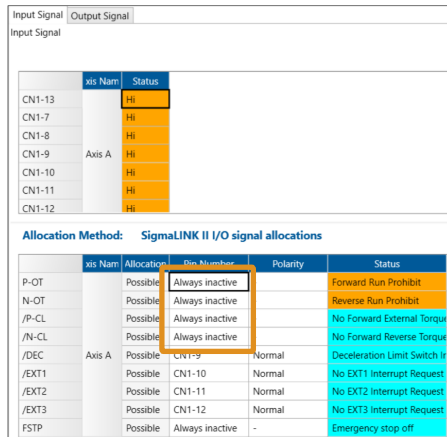 Input Signal Output Signal
Input Signal
xis Nam Status
CN1-13 Hi
CN1-7 Hi
CN1-8 Hi
CN1-9 Axis A Hi
CN1-10 Hi
CN1-11 Hi
CN1-12 Hi
Allocation Method: SigmaLINK II I/O signal allocations
xis Nam Allocation Pin Number Polarity Status
P-OT Possible Always inactive Forward Run Prohibit
N-OT Possible Always inactive Reverse Run Prohibit
/P-CL Possible Always inactive No Forward External Torque
/N-CL Possible Always inactive No Forward Reverse Torque
/DEC Axis A Possible CN1-9 Normal Deceleration Limit Switch In
/EXT1 Possible CN1-10 Normal No EXT1 Interrupt Request
/EXT2 Possible CN1-11 Normal No EXT2 Interrupt Request
/EXT3 Possible CN1-12 Normal No EXT3 Interrupt Request
FSTP Possible Always inactive - Emergency stop off